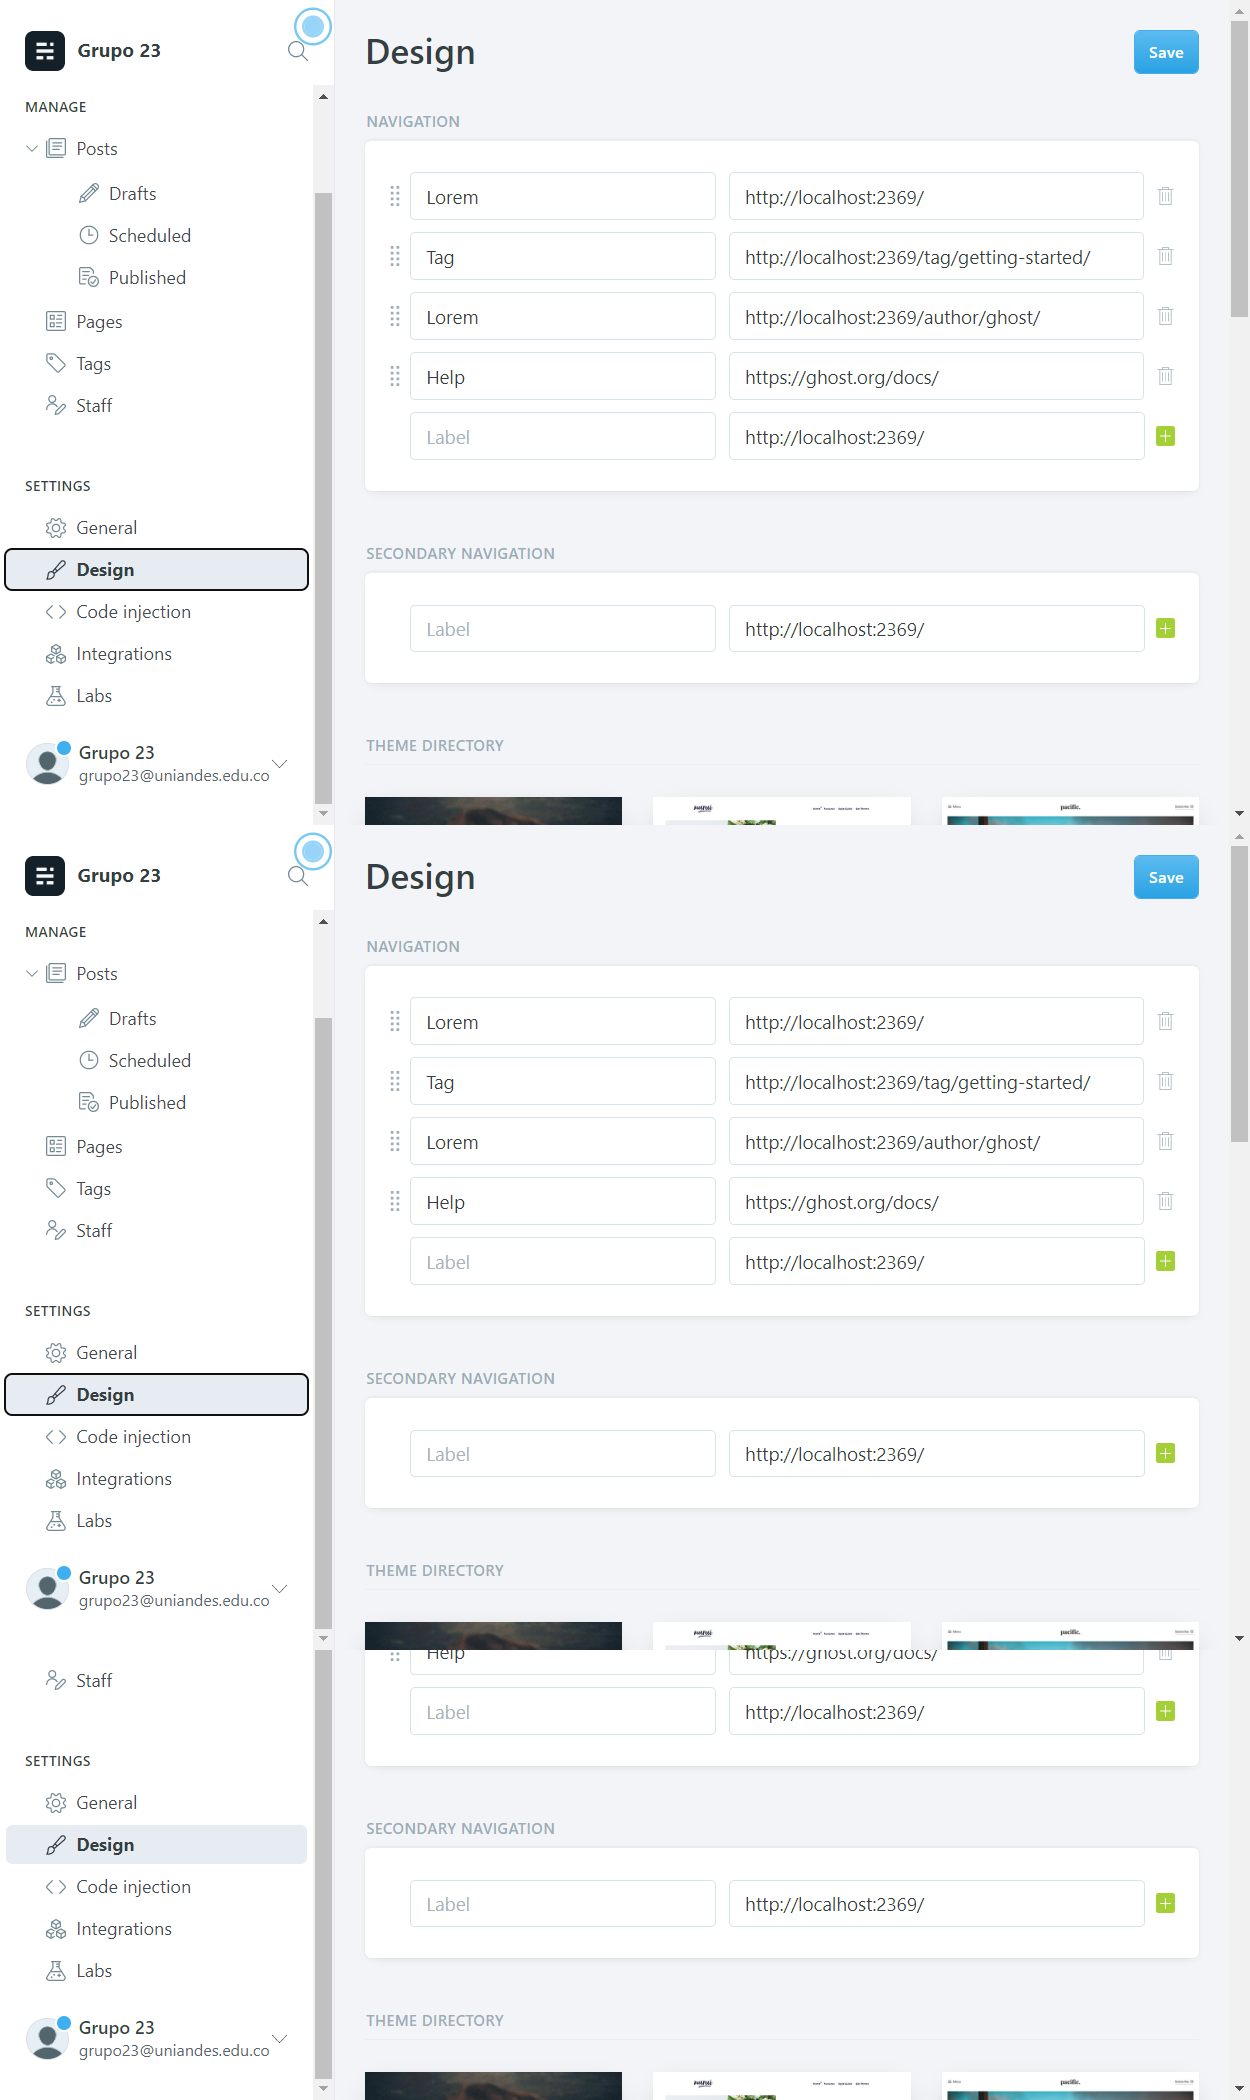 Grupo 23
MANAGE
Posts
Drafts
Scheduled
Published
Pages
Tags
Staff
SETTINGS
General
Design
Code injection
Integrations
Labs
Grupo 23
grupo23@uniandes.edu.co
Design
Save
NAVIGATION
Lorem http://localhost:2369/
Tag http://localhost:2369/tag/getting-started/
Lorem http://localhost:2369/author/ghost/
Help https://ghost.org/docs/
Label http://localhost:2369/
SECONDARY NAVIGATION
Label http://localhost:2369/
THEME DIRECTORY
pacific.
Grupo 23
MANAGE
Posts
Drafts
Scheduled
Published
Pages
Tags
Staff
SETTINGS
General
Design
Code injection
Integrations
Labs
Grupo 23
grupo23@uniandes.edu.co
Design
Save
NAVIGATION
Lorem http://localhost:2369/
Tag http://localhost:2369/tag/getting-started/
Lorem http://localhost:2369/author/ghost/
Help https://ghost.org/docs/
Label http://localhost:2369/
SECONDARY NAVIGATION
Label http://localhost:2369/
THEME DIRECTORY
pacific.
Staff
SETTINGS
General
Design
Code injection
Integrations
Labs
Grupo 23
grupo23@uniandes.edu.co
Help https://ghost.org/docs/
Label http://localhost:2369/
SECONDARY NAVIGATION
Label http://localhost:2369/
THEME DIRECTORY
pacific.